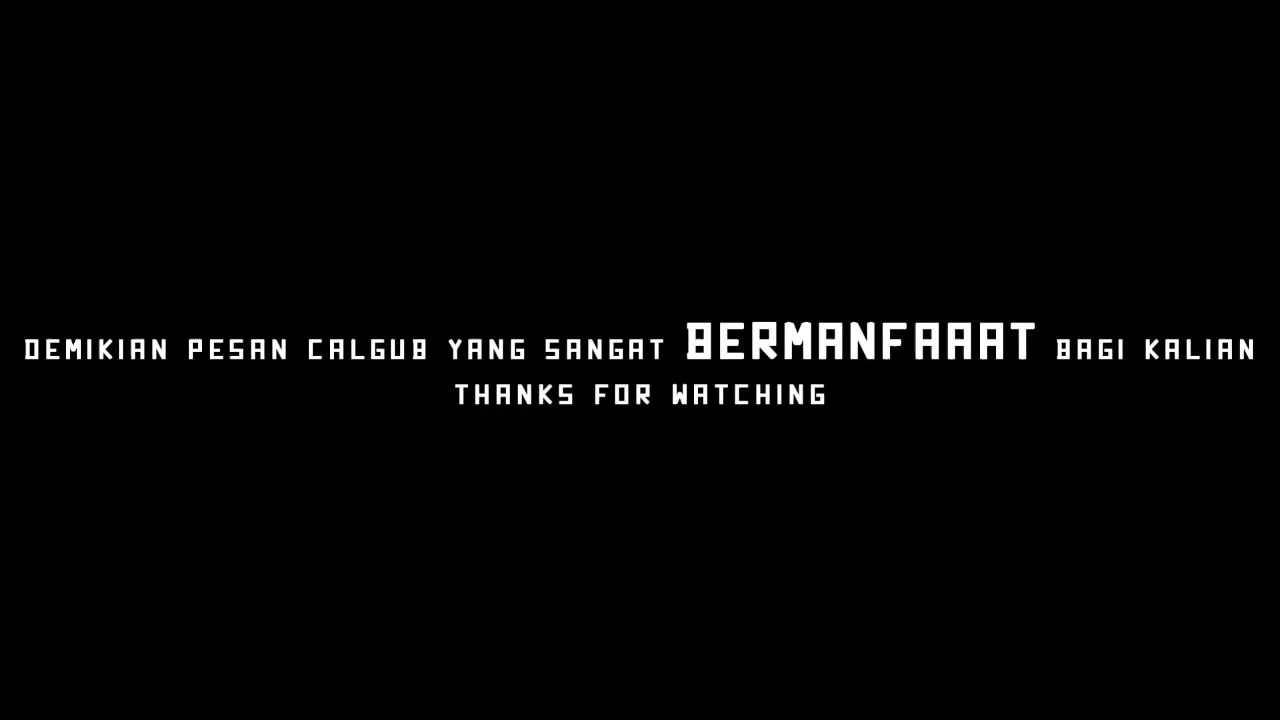 DEMIKIAN PESAN CALGUB YANG SANGAT BERMANFAAAT BAGI KALIAN
THANKS FOR WATCHING